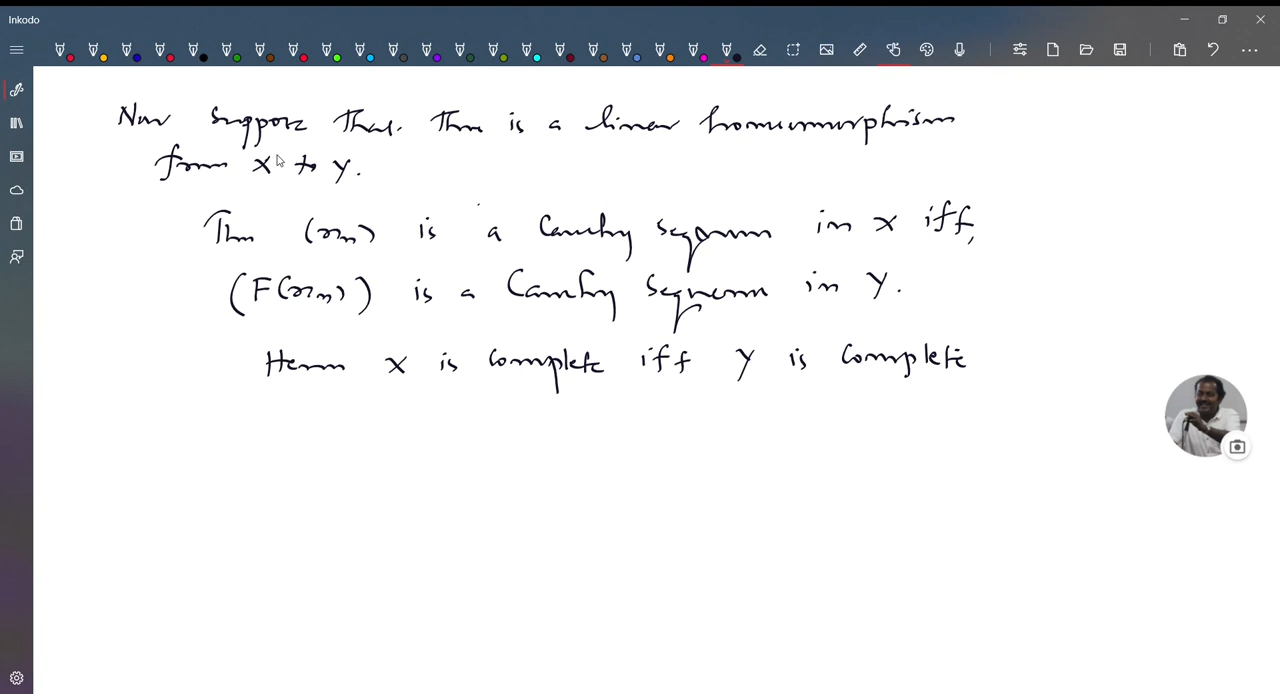 Inkodo
Now suppose that there is a linear homeomorphism
from X to Y.
Then (xn) is a Cauchy sequence in X iff,
(F(xn)) is a Cauchy sequence in Y.
Hence X is complete iff Y is complete